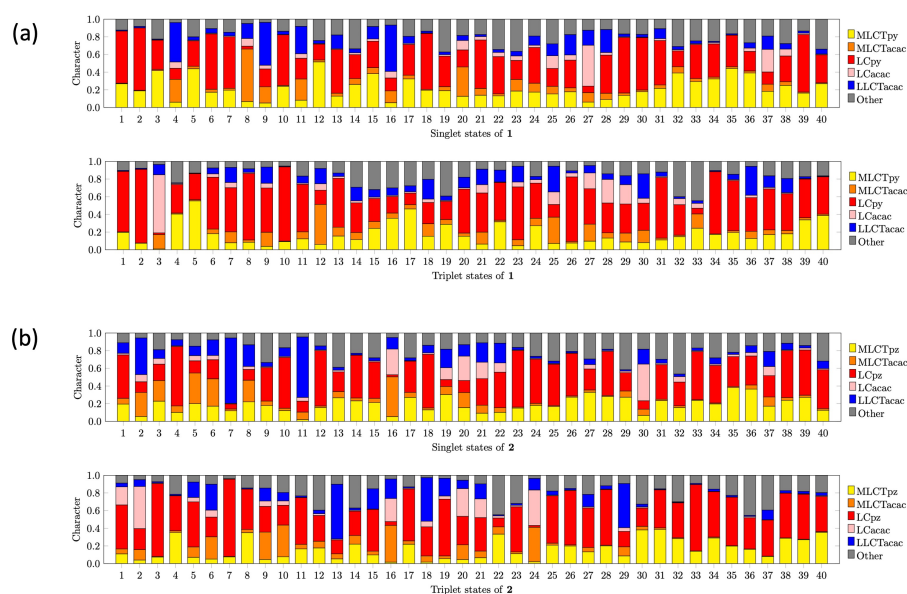 (a)
Character
1.0
0.8
0.6
0.4
0.2
0.0
1 2 3 4 5 6 7 8 9 10 11 12 13 14 15 16 17 18 19 20 21 22 23 24 25 26 27 28 29 30 31 32 33 34 35 36 37 38 39 40
Singlet states of 1
MLCTpy
MLCTacac
LCpy
LCacac
LLCTacac
Other
Character
1.0
0.8
0.6
0.4
0.2
0.0
1 2 3 4 5 6 7 8 9 10 11 12 13 14 15 16 17 18 19 20 21 22 23 24 25 26 27 28 29 30 31 32 33 34 35 36 37 38 39 40
Triplet states of 1
MLCTpy
MLCTacac
LCpy
LCacac
LLCTacac
Other
(b)
Character
1.0
0.8
0.6
0.4
0.2
0.0
1 2 3 4 5 6 7 8 9 10 11 12 13 14 15 16 17 18 19 20 21 22 23 24 25 26 27 28 29 30 31 32 33 34 35 36 37 38 39 40
Singlet states of 2
MLCTpz
MLCTacac
LCpz
LCacac
LLCTacac
Other
Character
1.0
0.8
0.6
0.4
0.2
0.0
1 2 3 4 5 6 7 8 9 10 11 12 13 14 15 16 17 18 19 20 21 22 23 24 25 26 27 28 29 30 31 32 33 34 35 36 37 38 39 40
Triplet states of 2
MLCTpz
MLCTacac
LCpz
LCacac
LLCTacac
Other